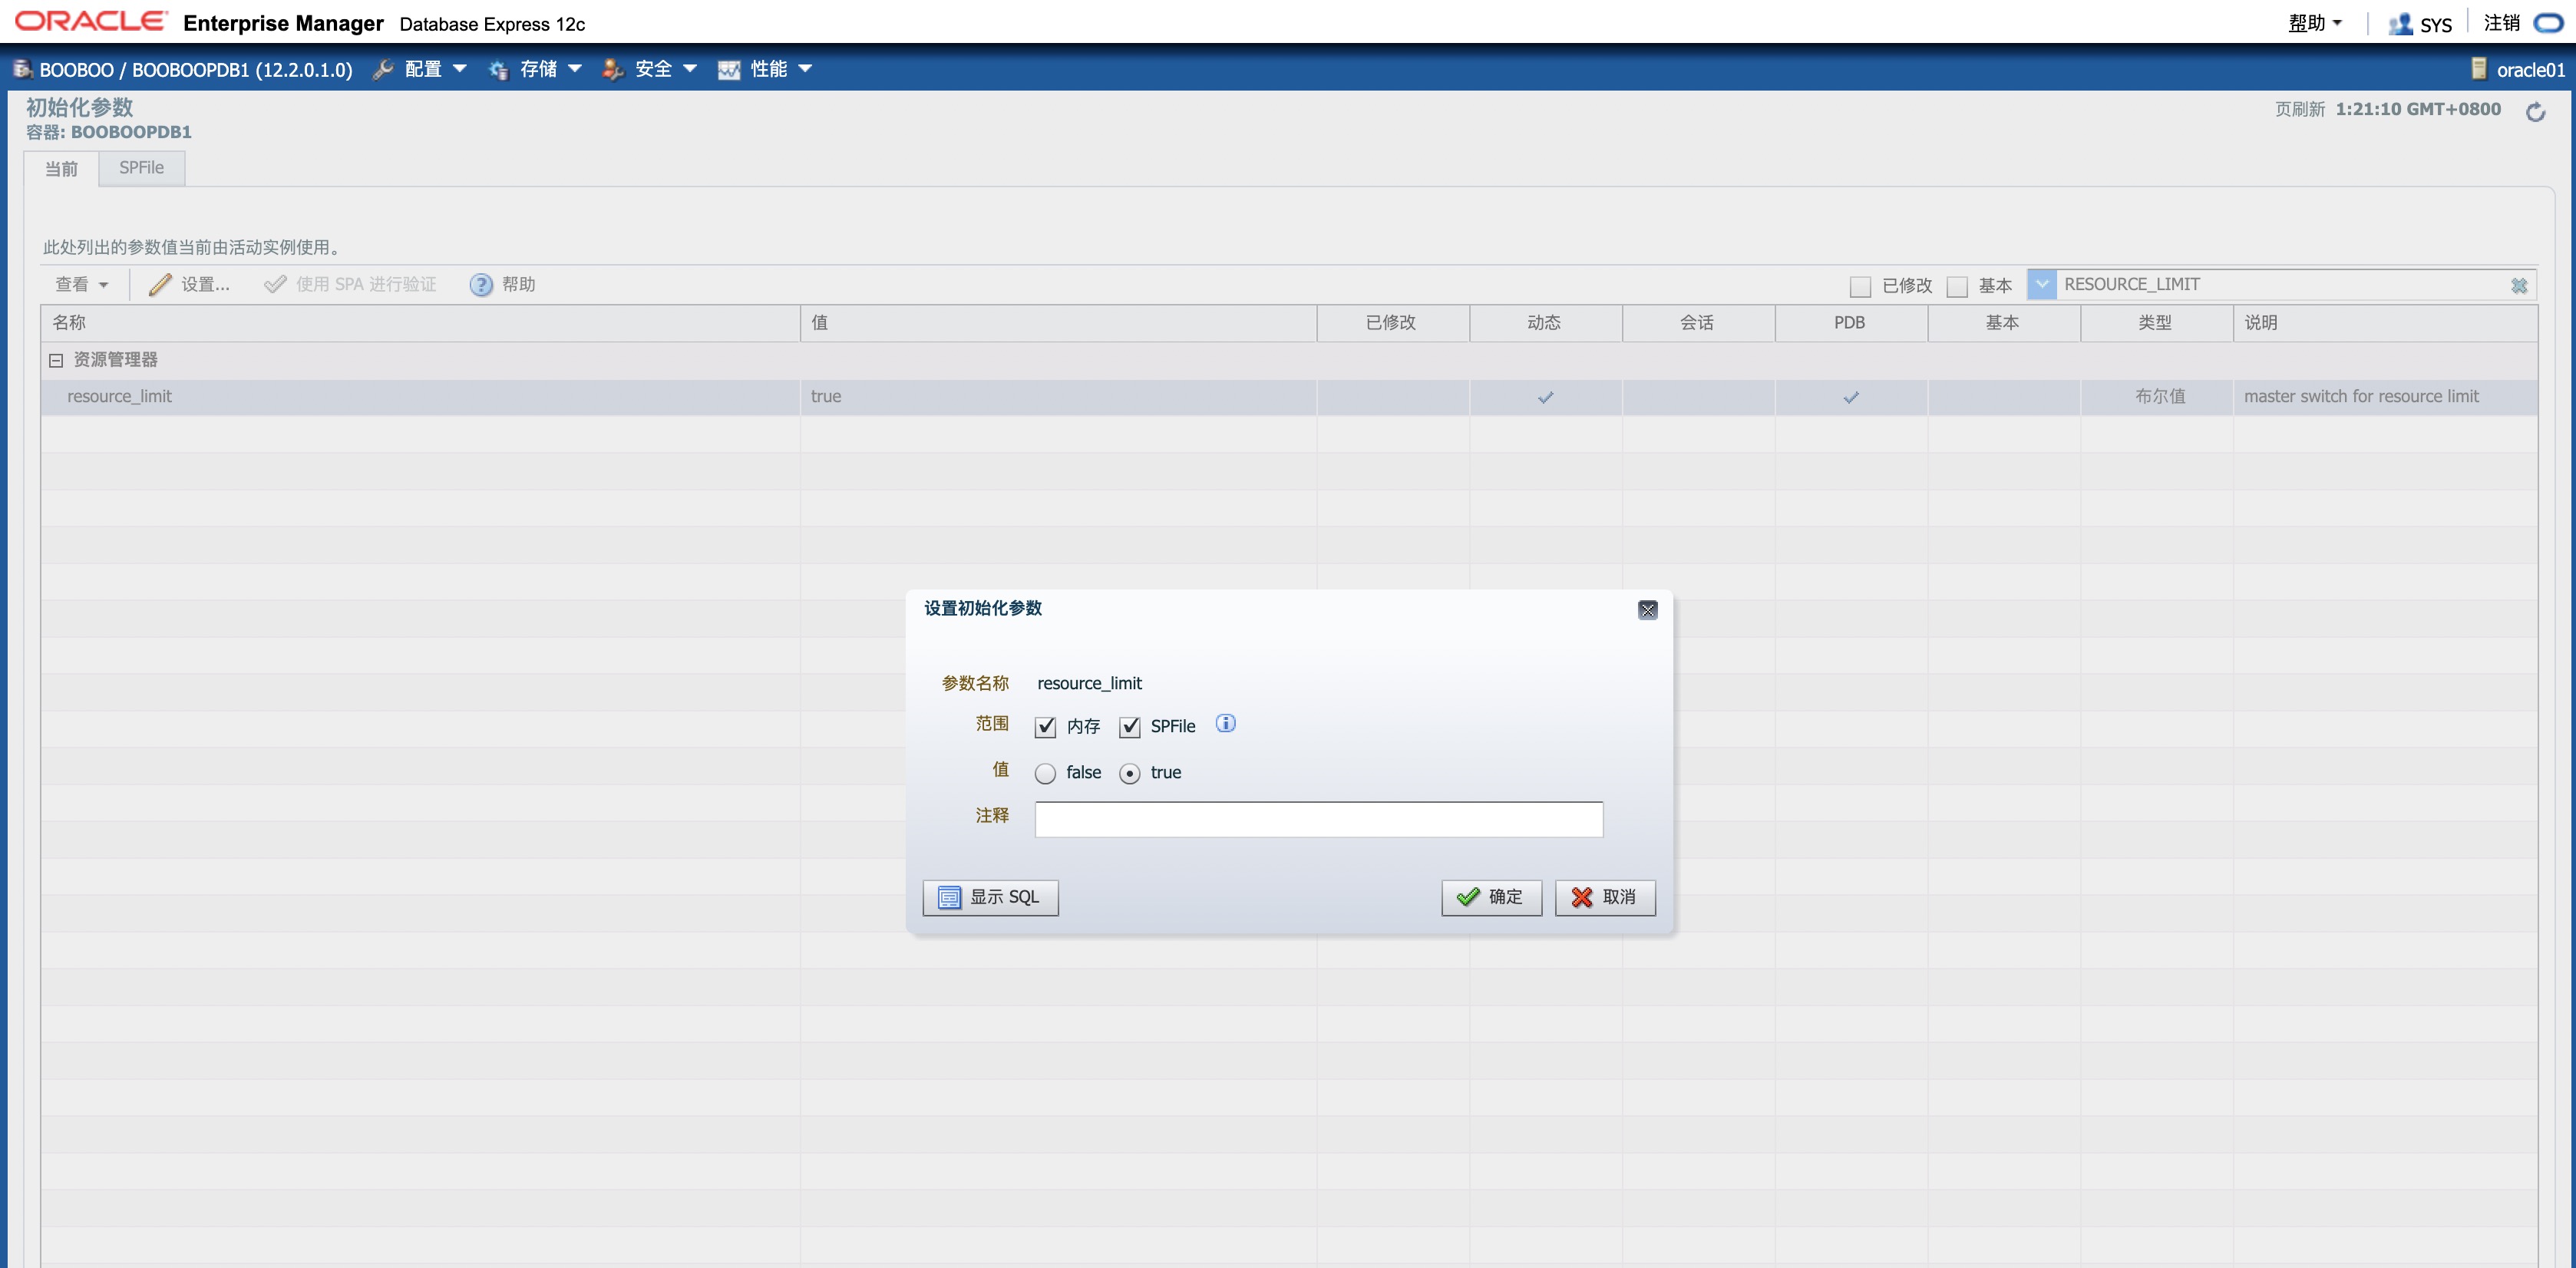 ORACLE Enterprise Manager Database Express 12c 帮助 SYS 注销
BOOBOO / BOOBOOPDB1 (12.2.0.1.0) 配置 存储 安全 性能 oracle01
初始化参数 页刷新 1:21:10 GMT+0800
容器: BOOBOOPDB1
当前 SPFile
此处列出的参数值当前由活动实例使用。
查看 设置... 使用 SPA 进行验证 帮助 已修改 基本 RESOURCE_LIMIT
名称 值 已修改 动态 会话 PDB 基本 类型 说明
资源管理器
resource_limit true 布尔值 master switch for resource limit
设置初始化参数
参数名称 resource_limit
范围 内存 SPFile
值 false true
注释
显示 SQL 确定 取消